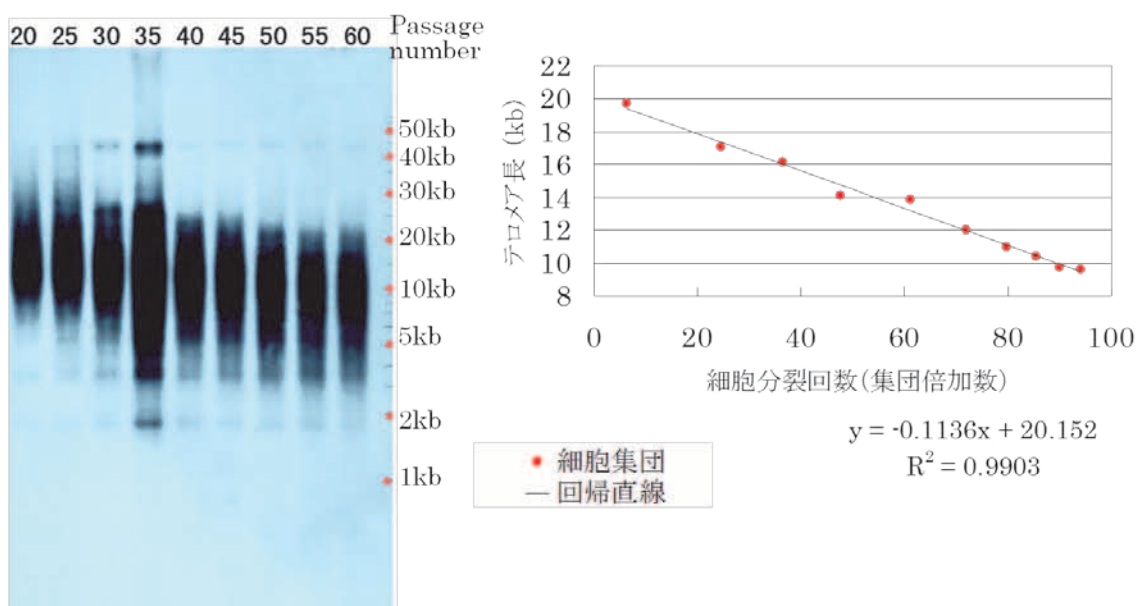 20 25 30 35 40 45 50 55 60
Passage
number
50kb
40kb
30kb
20kb
10kb
5kb
2kb
1kb
テロメア長 (kb)
22
20
18
16
14
12
10
8
0 20 40 60 80 100
細胞分裂回数(集団倍加数)
y = -0.1136x + 20.152
R² = 0.9903
細胞集団
回帰直線